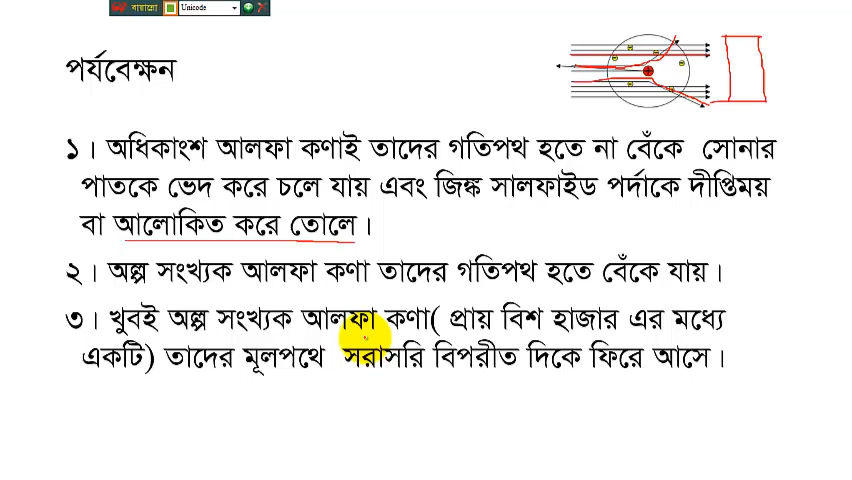 বায়ান্নো Unicode
পর্যবেক্ষন
১। অধিকাংশ আলফা কণাই তাদের গতিপথ হতে না বেঁকে সোনার
পাতকে ভেদ করে চলে যায় এবং জিঙ্ক সালফাইড পর্দাকে দীপ্তিময়
বা আলোকিত করে তোলে।
২। অল্প সংখ্যক আলফা কণা তাদের গতিপথ হতে বেঁকে যায়।
৩। খুবই অল্প সংখ্যক আলফা কণা( প্রায় বিশ হাজার এর মধ্যে
একটি) তাদের মূলপথে সরাসরি বিপরীত দিকে ফিরে আসে।